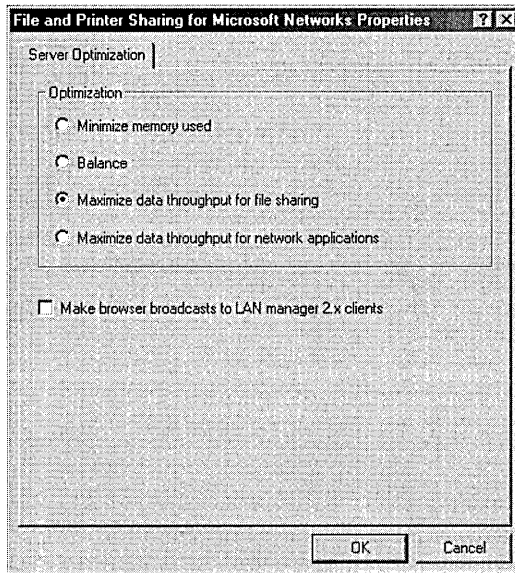 File and Printer Sharing for Microsoft Networks Properties
Server Optimization
Optimization
Minimize memory used
Balance
Maximize data throughput for file sharing
Maximize data throughput for network applications
Make browser broadcasts to LAN manager 2.x clients
OK Cancel